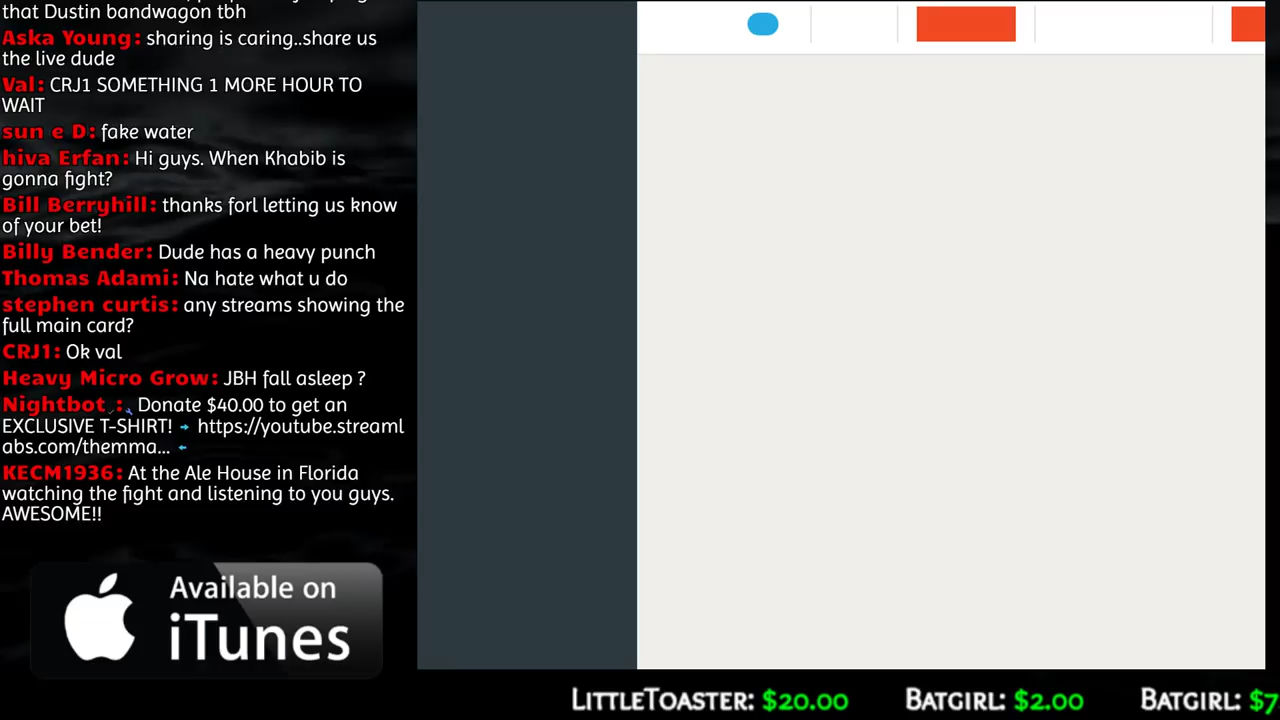 that Dustin bandwagon tbh
Aska Young: sharing is caring..share us
the live dude
Val: CRJ1 SOMETHING 1 MORE HOUR TO
WAIT
sun e D: fake water
hiva Erfan: Hi guys. When Khabib is
gonna fight?
Bill Berryhill: thanks forl letting us know
of your bet!
Billy Bender: Dude has a heavy punch
Thomas Adami: Na hate what u do
stephen curtis: any streams showing the
full main card?
CRJ1: Ok val
Heavy Micro Grow: JBH fall asleep ?
Nightbot : Donate $40.00 to get an
EXCLUSIVE T-SHIRT! → https://youtube.streaml
abs.com/themma... ←
KECM1936: At the Ale House in Florida
watching the fight and listening to you guys.
AWESOME!!
Available on
iTunes
LITTLETOASTER: $20.00 BATGIRL: $2.00 BATGIRL: $7